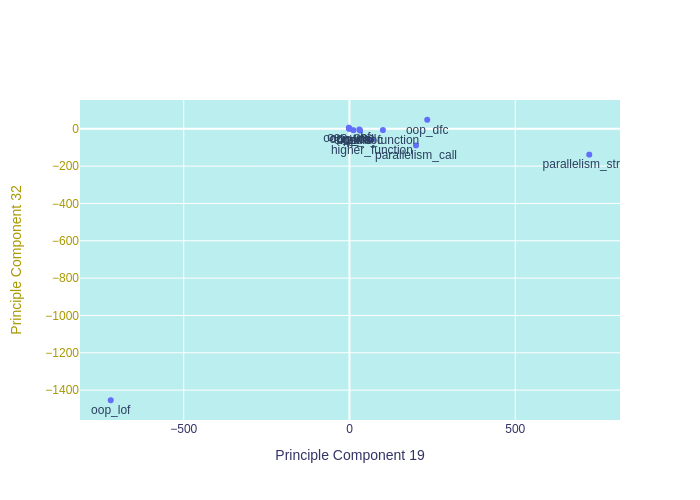 0
−200
−400
−600
−800
−1000
−1200
−1400
Principle Component 32
oop_dfc
higher_function
parallelism_call
parallelism_str
oop_lof
−500
0
500
Principle Component 19